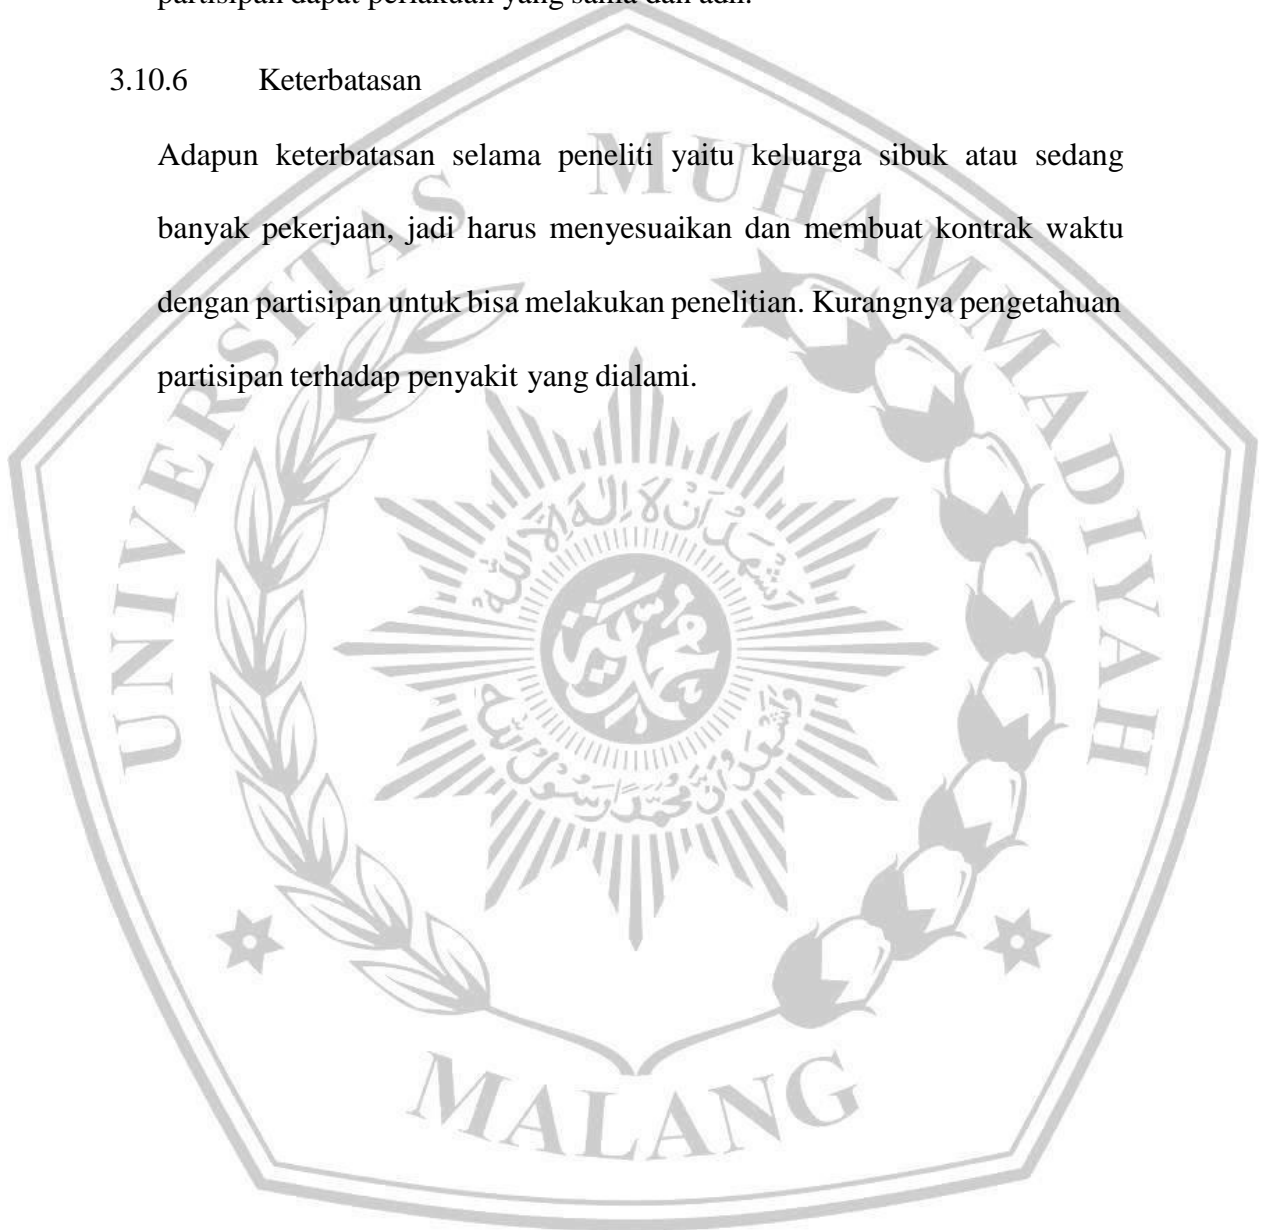 partisipan dapat perlakuan yang sama dan adil.
3.10.6 Keterbatasan
Adapun keterbatasan selama peneliti yaitu keluarga sibuk atau sedang
banyak pekerjaan, jadi harus menyesuaikan dan membuat kontrak waktu
dengan partisipan untuk bisa melakukan penelitian. Kurangnya pengetahuan
partisipan terhadap penyakit yang dialami.
UNIVERSITAS MUHAMMADIYAH
MALANG